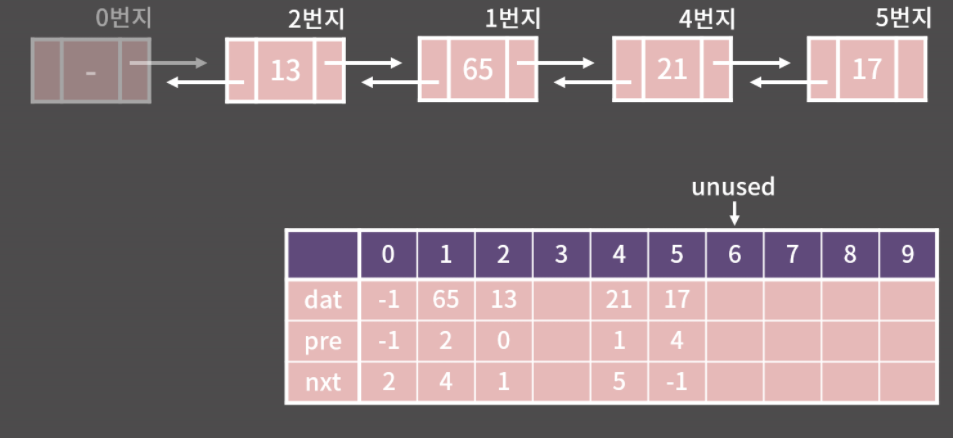 0번지 2번지 1번지 4번지 5번지
- 13 65 21 17
unused
0 1 2 3 4 5 6 7 8 9
dat -1 65 13 21 17
pre -1 2 0 1 4
nxt 2 4 1 5 -1